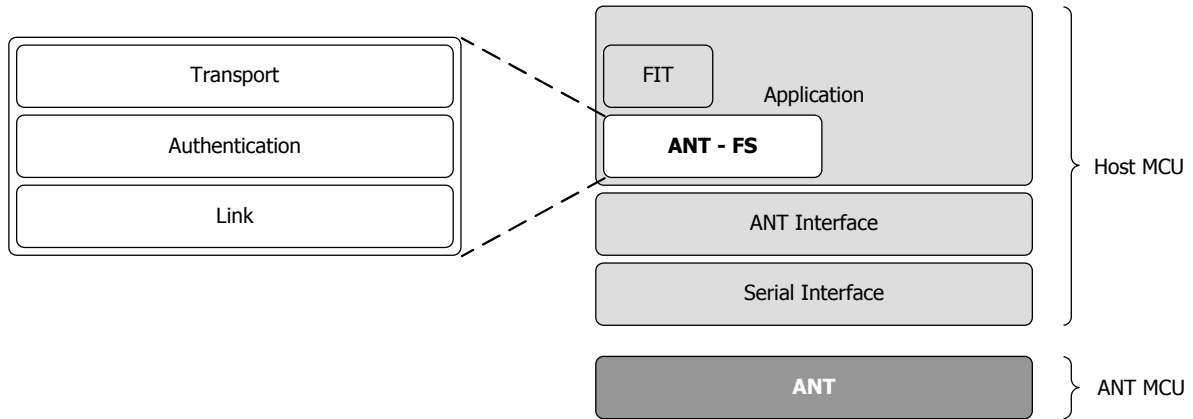 Transport
Authentication
Link
FIT
Application
ANT - FS
ANT Interface
Serial Interface
Host MCU
ANT
ANT MCU